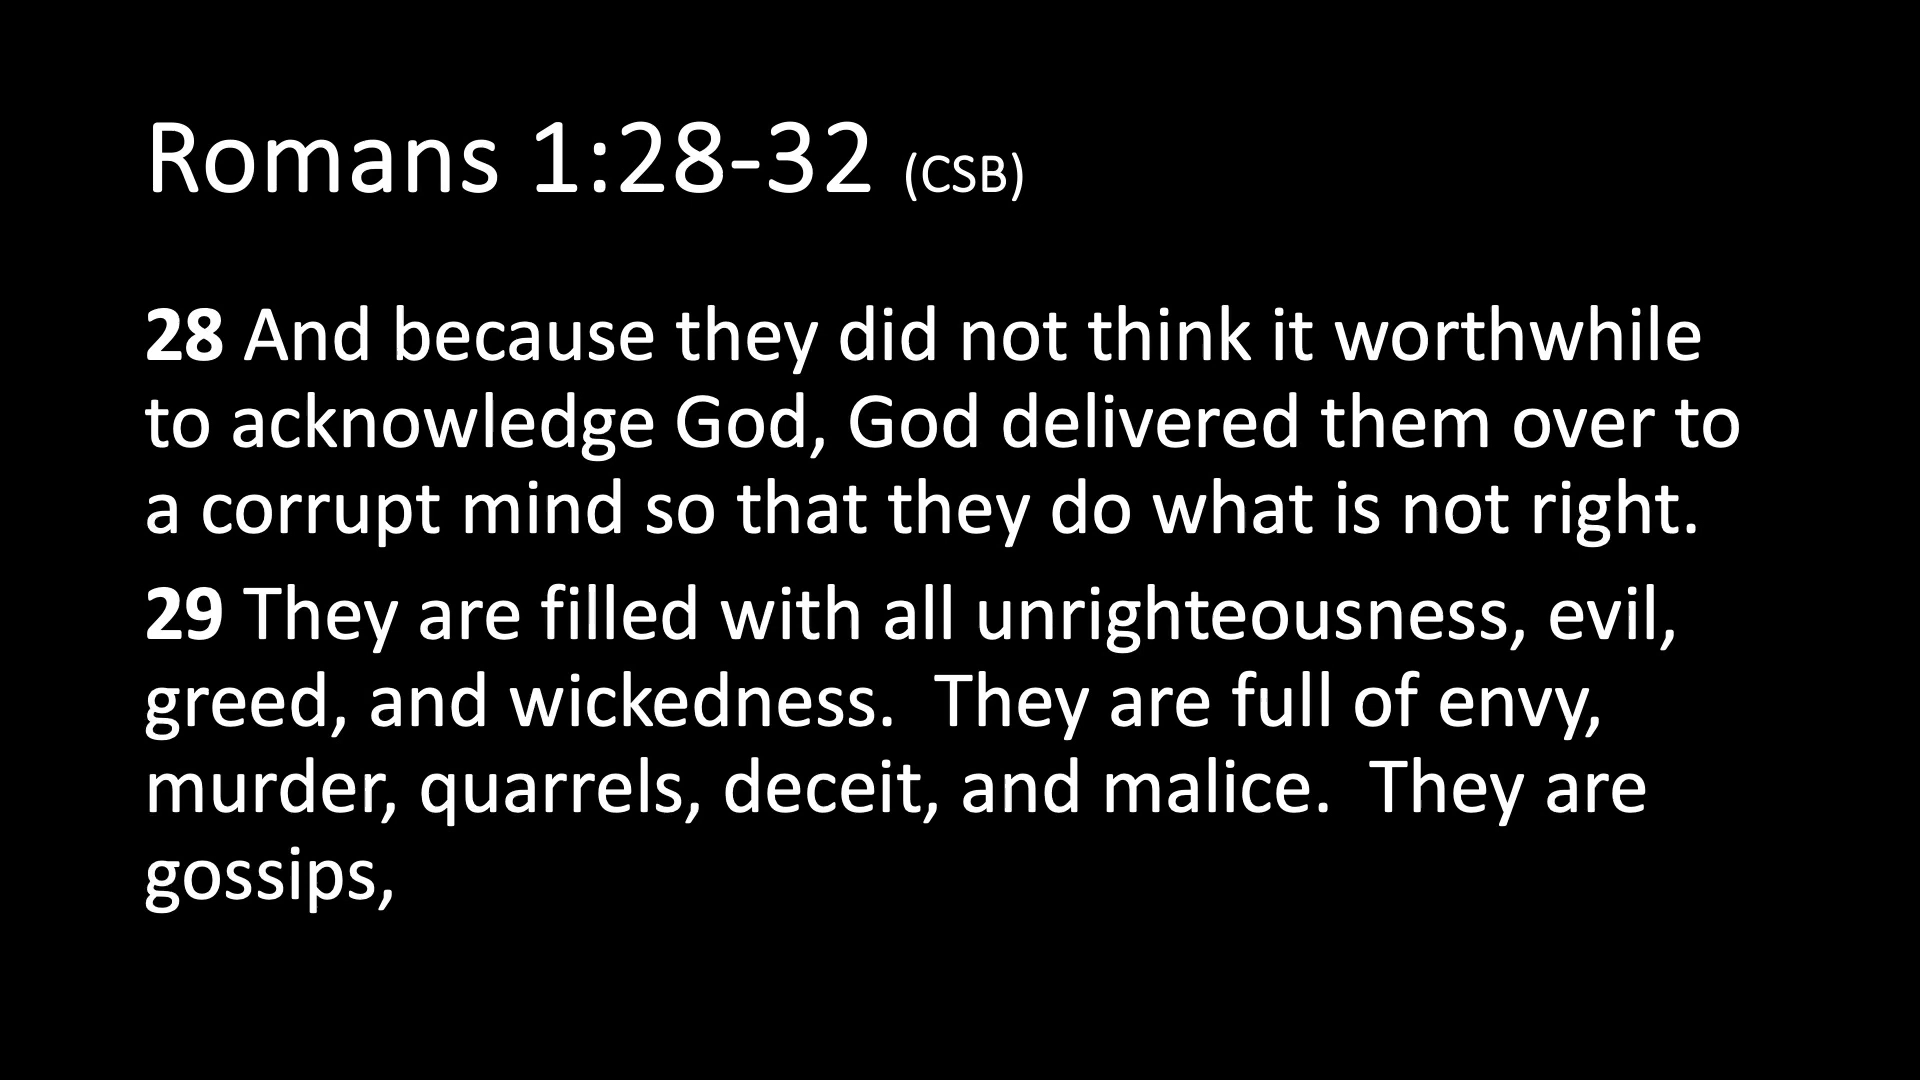 Romans 1:28-32 (CSB)
28 And because they did not think it worthwhile
to acknowledge God, God delivered them over to
a corrupt mind so that they do what is not right.
29 They are filled with all unrighteousness, evil,
greed, and wickedness.  They are full of envy,
murder, quarrels, deceit, and malice.  They are
gossips,